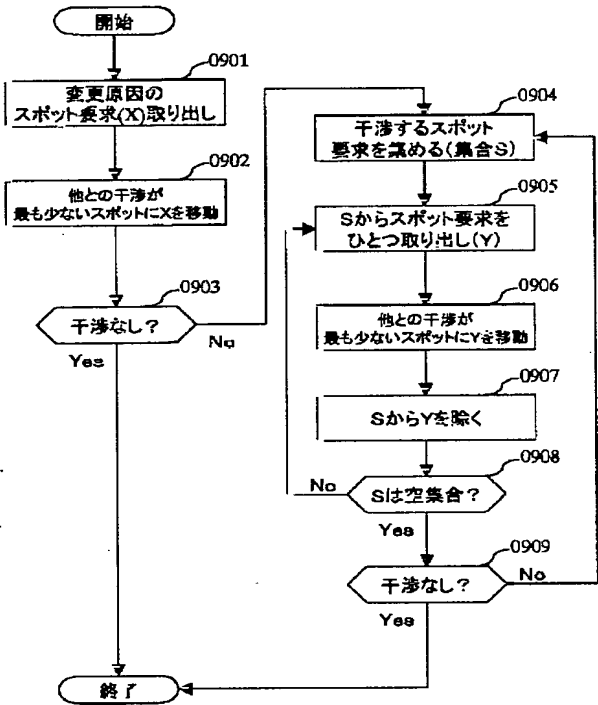 開始
0901
変更原因の
スポット要求(X)取り出し
0902
他との干渉が
最も少ないスポットにXを移動
0903
干渉なし?
No
Yes
0904
干渉するスポット
要求を集める(集合S)
0905
Sからスポット要求を
ひとつ取り出し(Y)
0906
他との干渉が
最も少ないスポットにYを移動
0907
SからYを除く
0908
Sは空集合?
No
Yes
0909
干渉なし?
No
Yes
終了